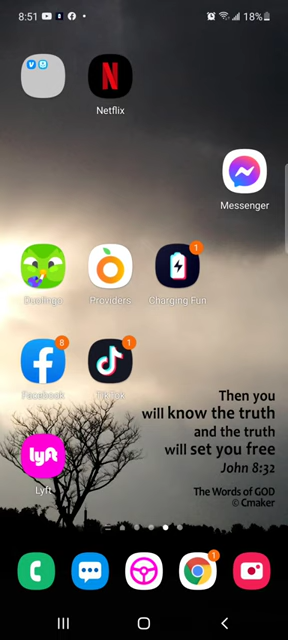 8:51
18%
Netflix
Messenger
1
Duolingo
Providers
Charging Fun
8
1
Facebook
TikTok
Then you
will know the truth
and the truth
will set you free
John 8:32
lyft
Lyft
The Words of GOD
© Cmaker
1